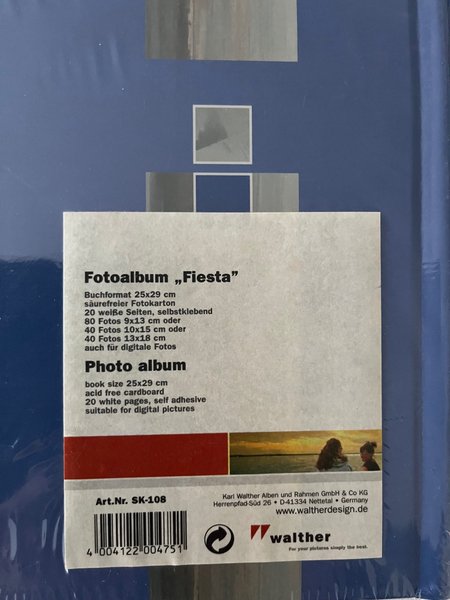 Fotoalbum „Fiesta”
Buchformat 25x29 cm
säurefreier Fotokarton
20 weiße Seiten, selbstklebend
80 Fotos 9x13 cm oder
40 Fotos 10x15 cm oder
40 Fotos 13x18 cm
auch für digitale Fotos
Photo album
book size 25x29 cm
acid free cardboard
20 white pages, self adhesive
suitable for digital pictures
Art.Nr. SK-108
4 004122 004751
Karl Walther Alben und Rahmen GmbH & Co KG
Herrenpfad-Süd 26 • D-41334 Nettetal • Germany
www.waltherdesign.de
walther
For your pictures simply the best.